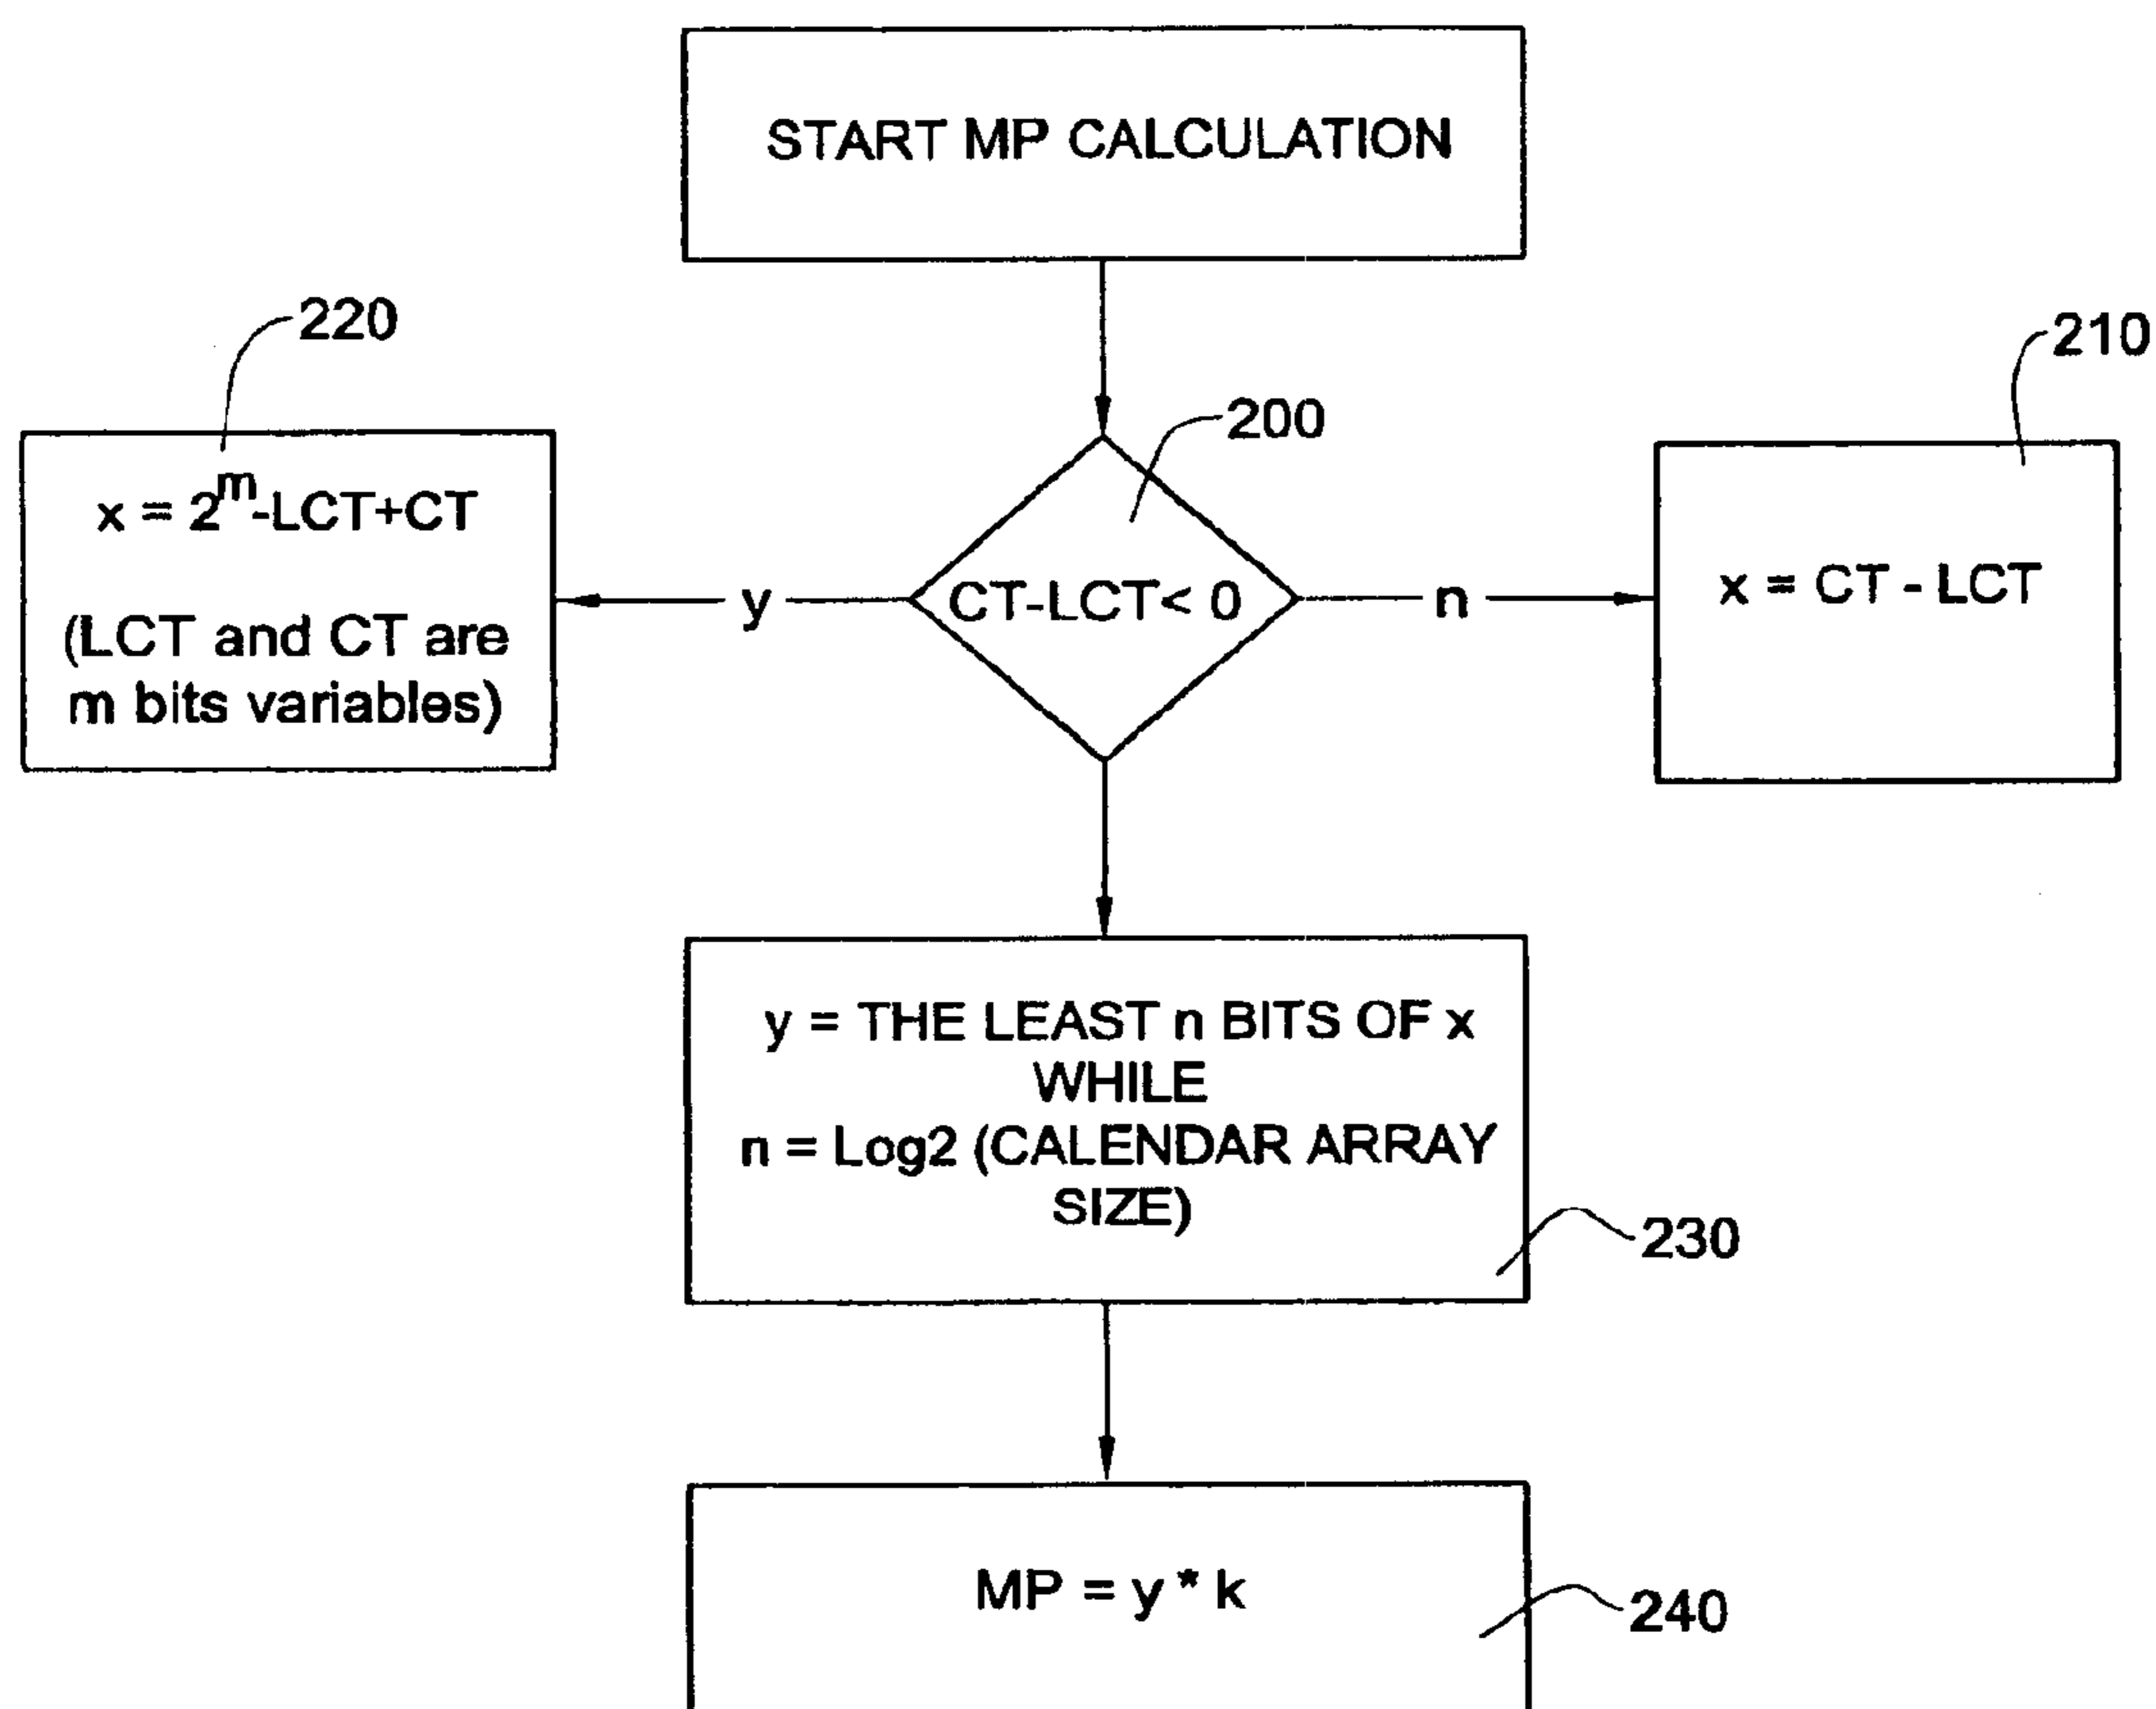 START MP CALCULATION
220
210
200
x = 2^m-LCT+CT
(LCT and CT are
m bits variables)
y
CT-LCT< 0
n
x = CT - LCT
y = THE LEAST n BITS OF x
WHILE
n = Log2 (CALENDAR ARRAY
SIZE)
230
MP = y * k
240